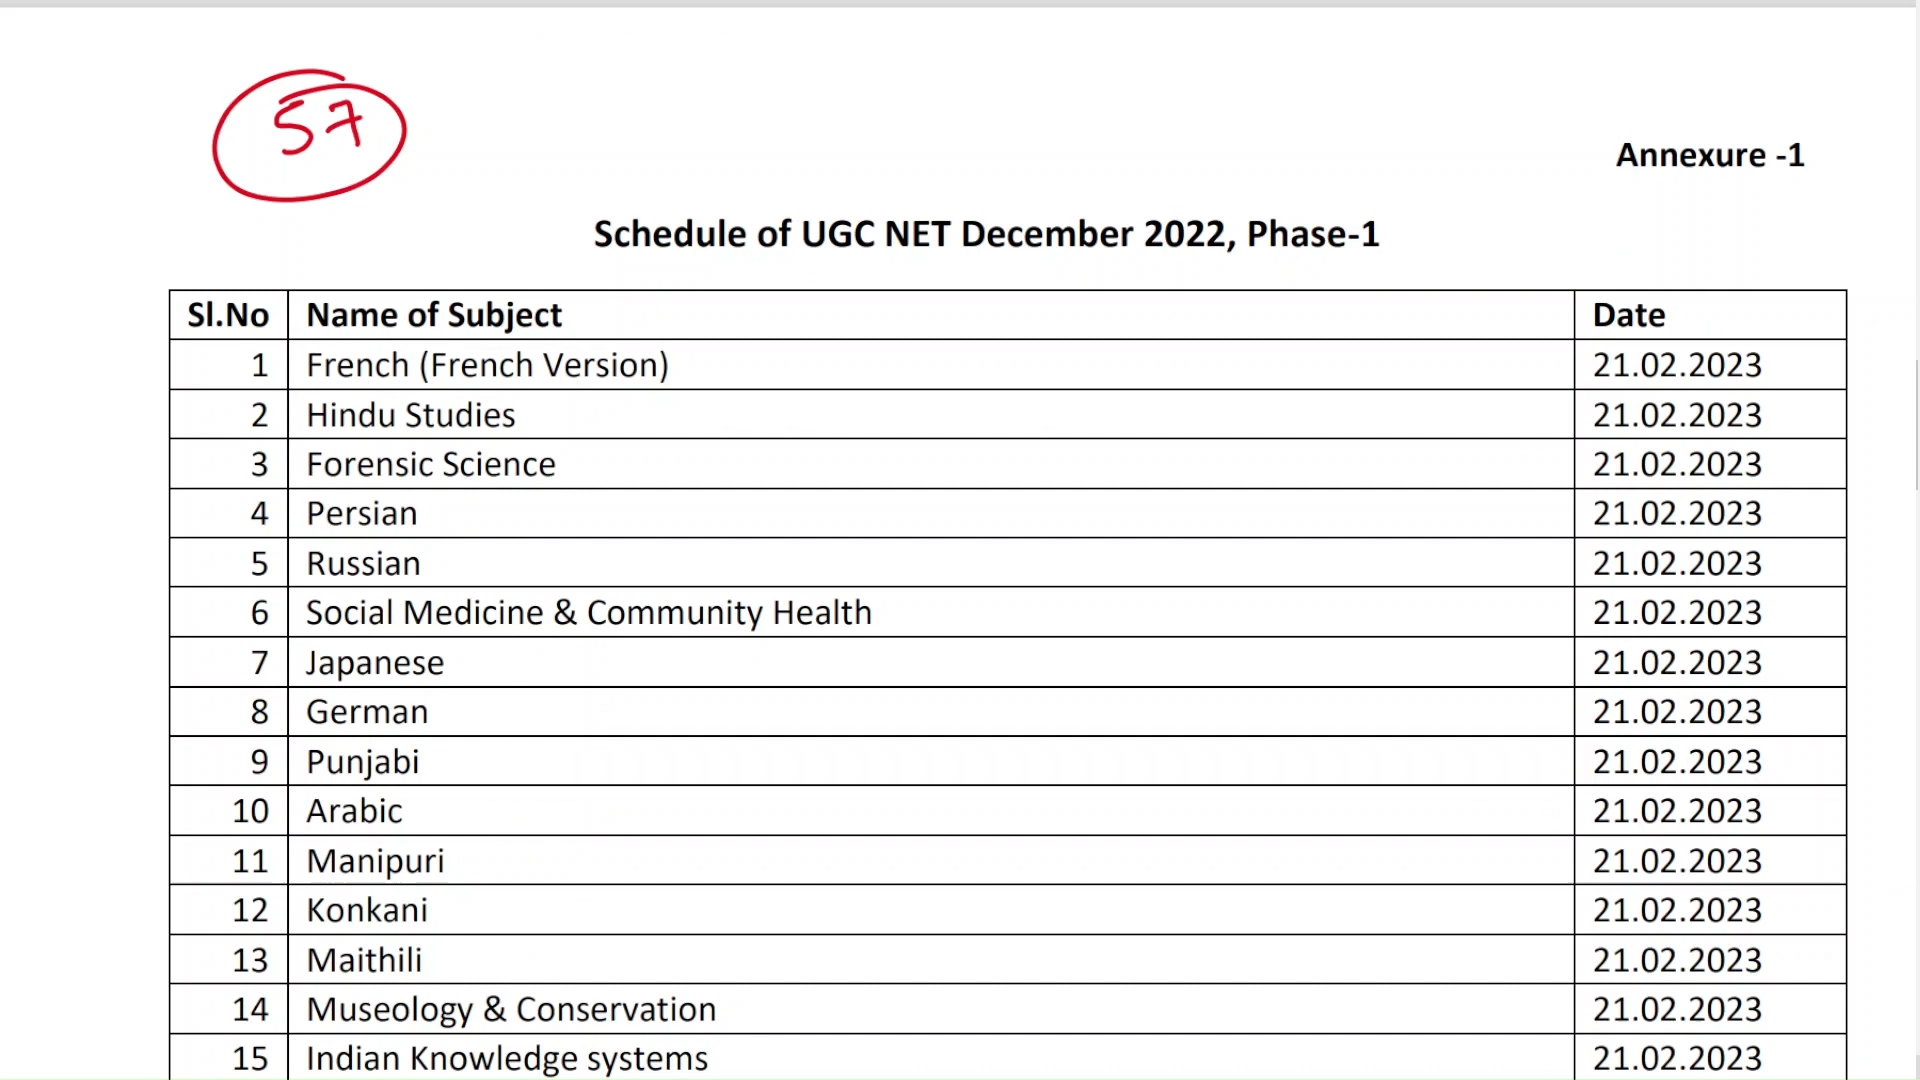 57
Annexure -1
Schedule of UGC NET December 2022, Phase-1
Sl.No Name of Subject Date
1 French (French Version) 21.02.2023
2 Hindu Studies 21.02.2023
3 Forensic Science 21.02.2023
4 Persian 21.02.2023
5 Russian 21.02.2023
6 Social Medicine & Community Health 21.02.2023
7 Japanese 21.02.2023
8 German 21.02.2023
9 Punjabi 21.02.2023
10 Arabic 21.02.2023
11 Manipuri 21.02.2023
12 Konkani 21.02.2023
13 Maithili 21.02.2023
14 Museology & Conservation 21.02.2023
15 Indian Knowledge systems 21.02.2023